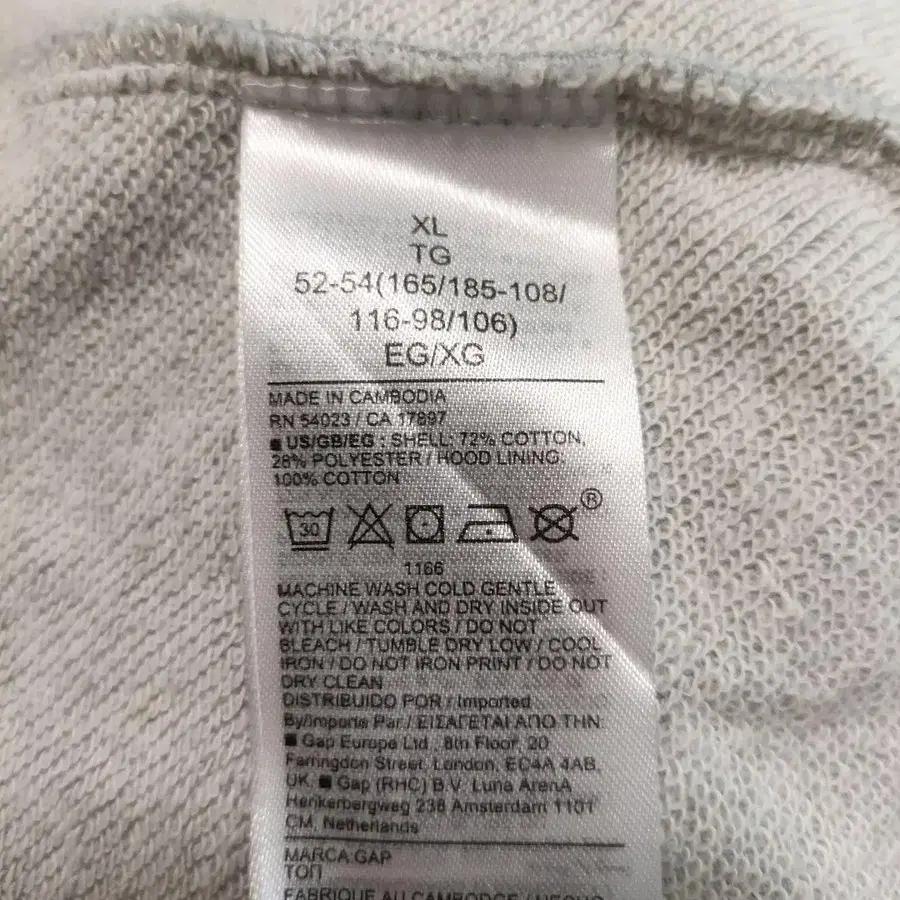 XL
TG
52-54(165/185-108/
116-98/106)
EG/XG
MADE IN CAMBODIA
RN 54023 / CA 17897
■ US/GB/EG : SHELL: 72% COTTON,
28% POLYESTER / HOOD LINING:
100% COTTON
30 ®
1166
MACHINE WASH COLD GENTLE
CYCLE / WASH AND DRY INSIDE OUT
WITH LIKE COLORS / DO NOT
BLEACH / TUMBLE DRY LOW / COOL
IRON / DO NOT IRON PRINT / DO NOT
DRY CLEAN
DISTRIBUIDO POR / Imported
By/Importe Par / ΕΙΣΑΓΕΤΑΙ ΑΠΟ ΤΗΝ:
■ Gap Europe Ltd., 8th Floor, 20
Farringdon Street, London, EC4A 4AB,
UK, ■ Gap (RHC) B.V. Luna ArenA
Herikerbergweg 238 Amsterdam 1101
CM, Netherlands
MARCA GAP
ТОП
FABRIQUE AU CAMBODGE / HECHO